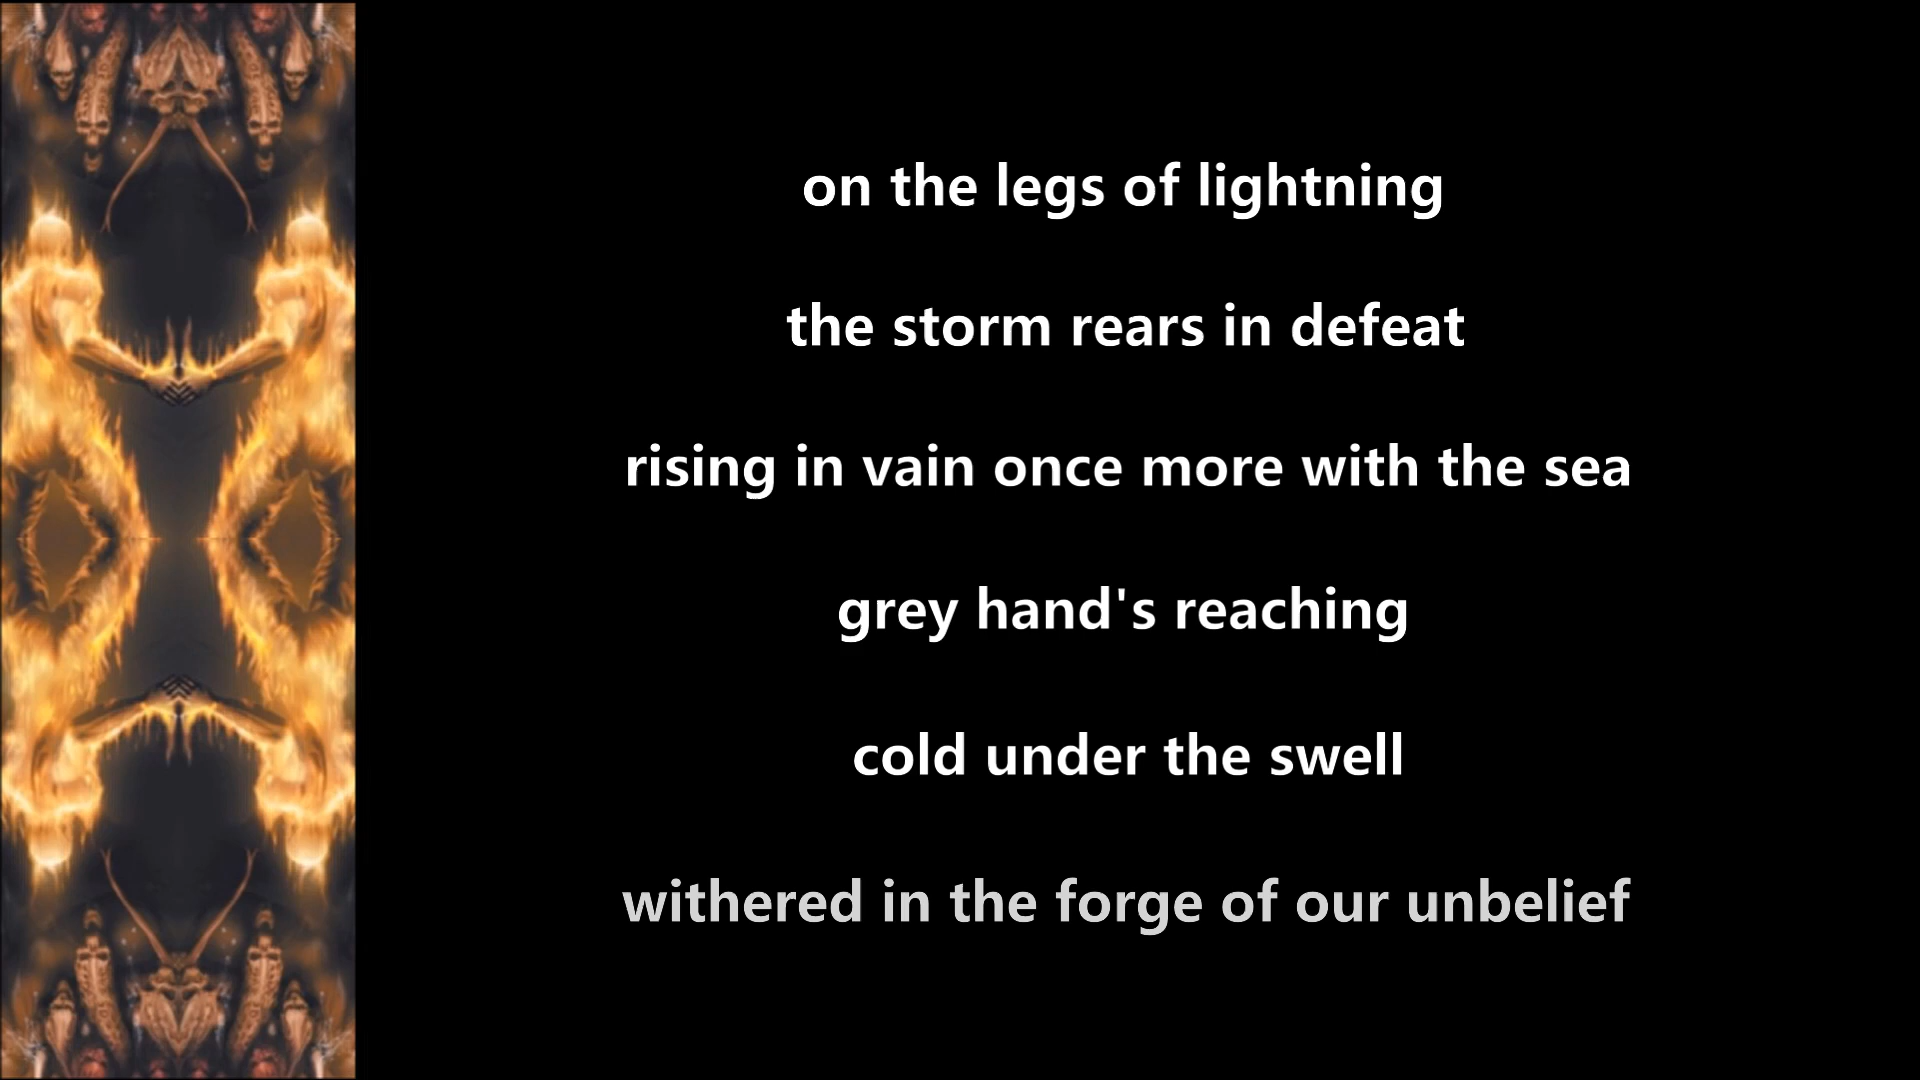 on the legs of lightning
the storm rears in defeat
rising in vain once more with the sea
grey hand's reaching
cold under the swell
withered in the forge of our unbelief